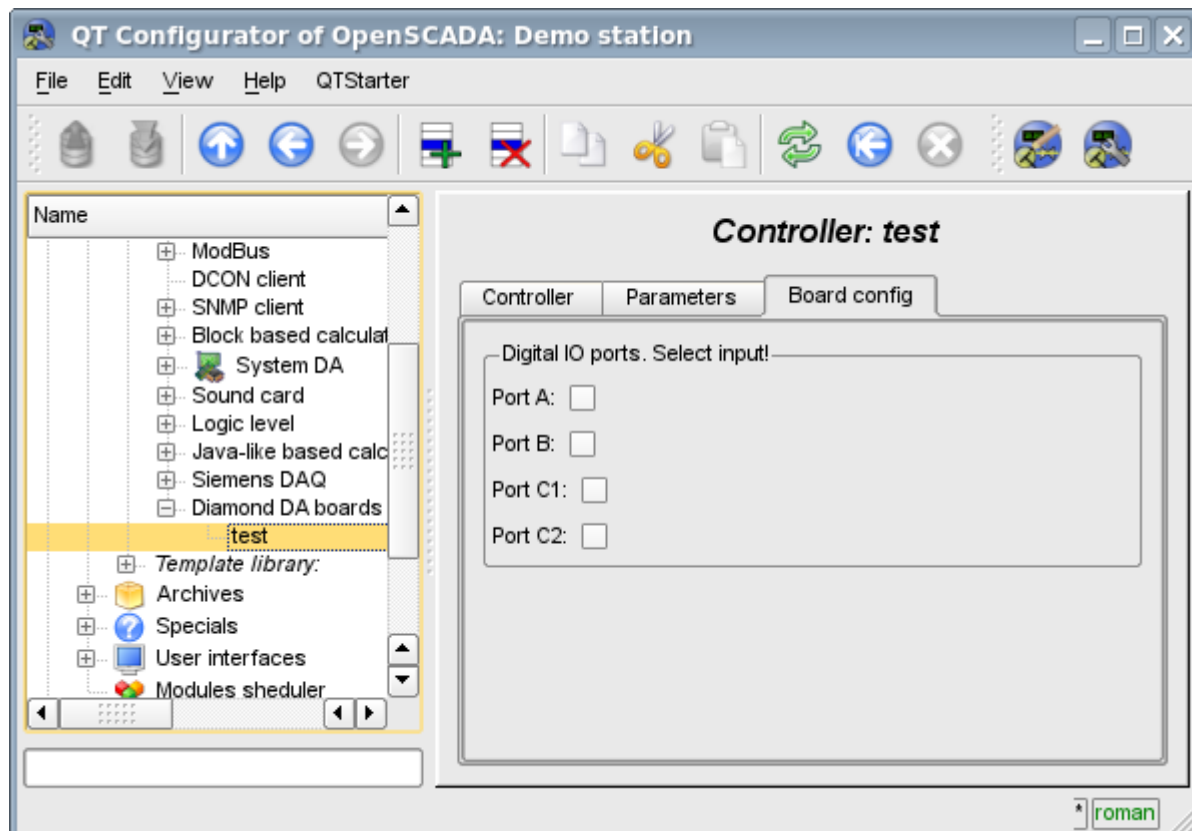 QT Configurator of OpenSCADA: Demo station
File Edit View Help QTStarter
Name
ModBus
DCON client
SNMP client
Block based calculat
System DA
Sound card
Logic level
Java-like based calc
Siemens DAQ
Diamond DA boards
test
Template library:
Archives
Specials
User interfaces
Modules sheduler
Controller: test
Controller Parameters Board config
Digital IO ports. Select input!
Port A:
Port B:
Port C1:
Port C2:
* roman